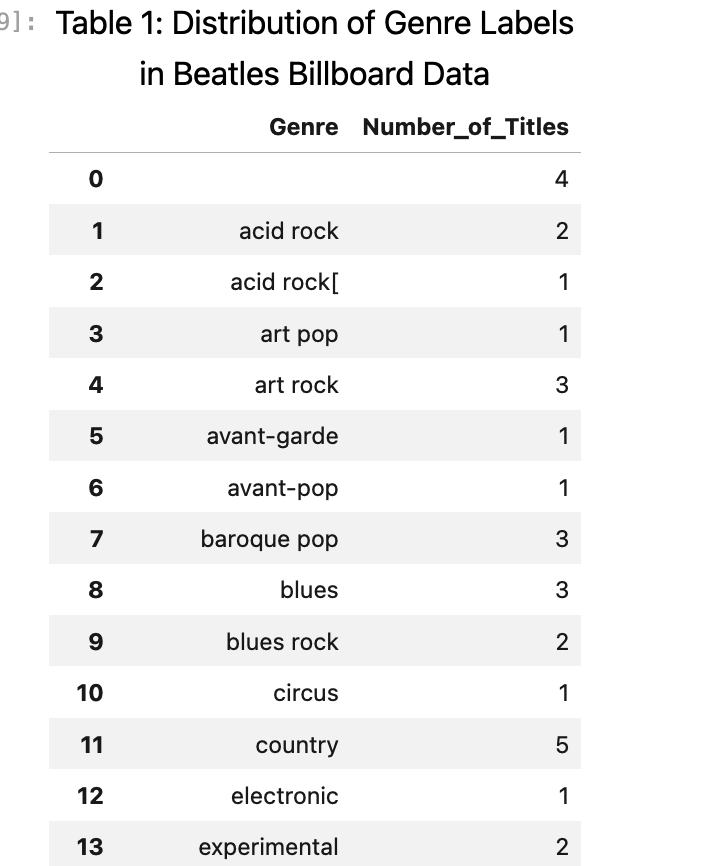 9]: Table 1: Distribution of Genre Labels
in Beatles Billboard Data
Genre Number_of_Titles
0 4
1 acid rock 2
2 acid rock[ 1
3 art pop 1
4 art rock 3
5 avant-garde 1
6 avant-pop 1
7 baroque pop 3
8 blues 3
9 blues rock 2
10 circus 1
11 country 5
12 electronic 1
13 experimental 2